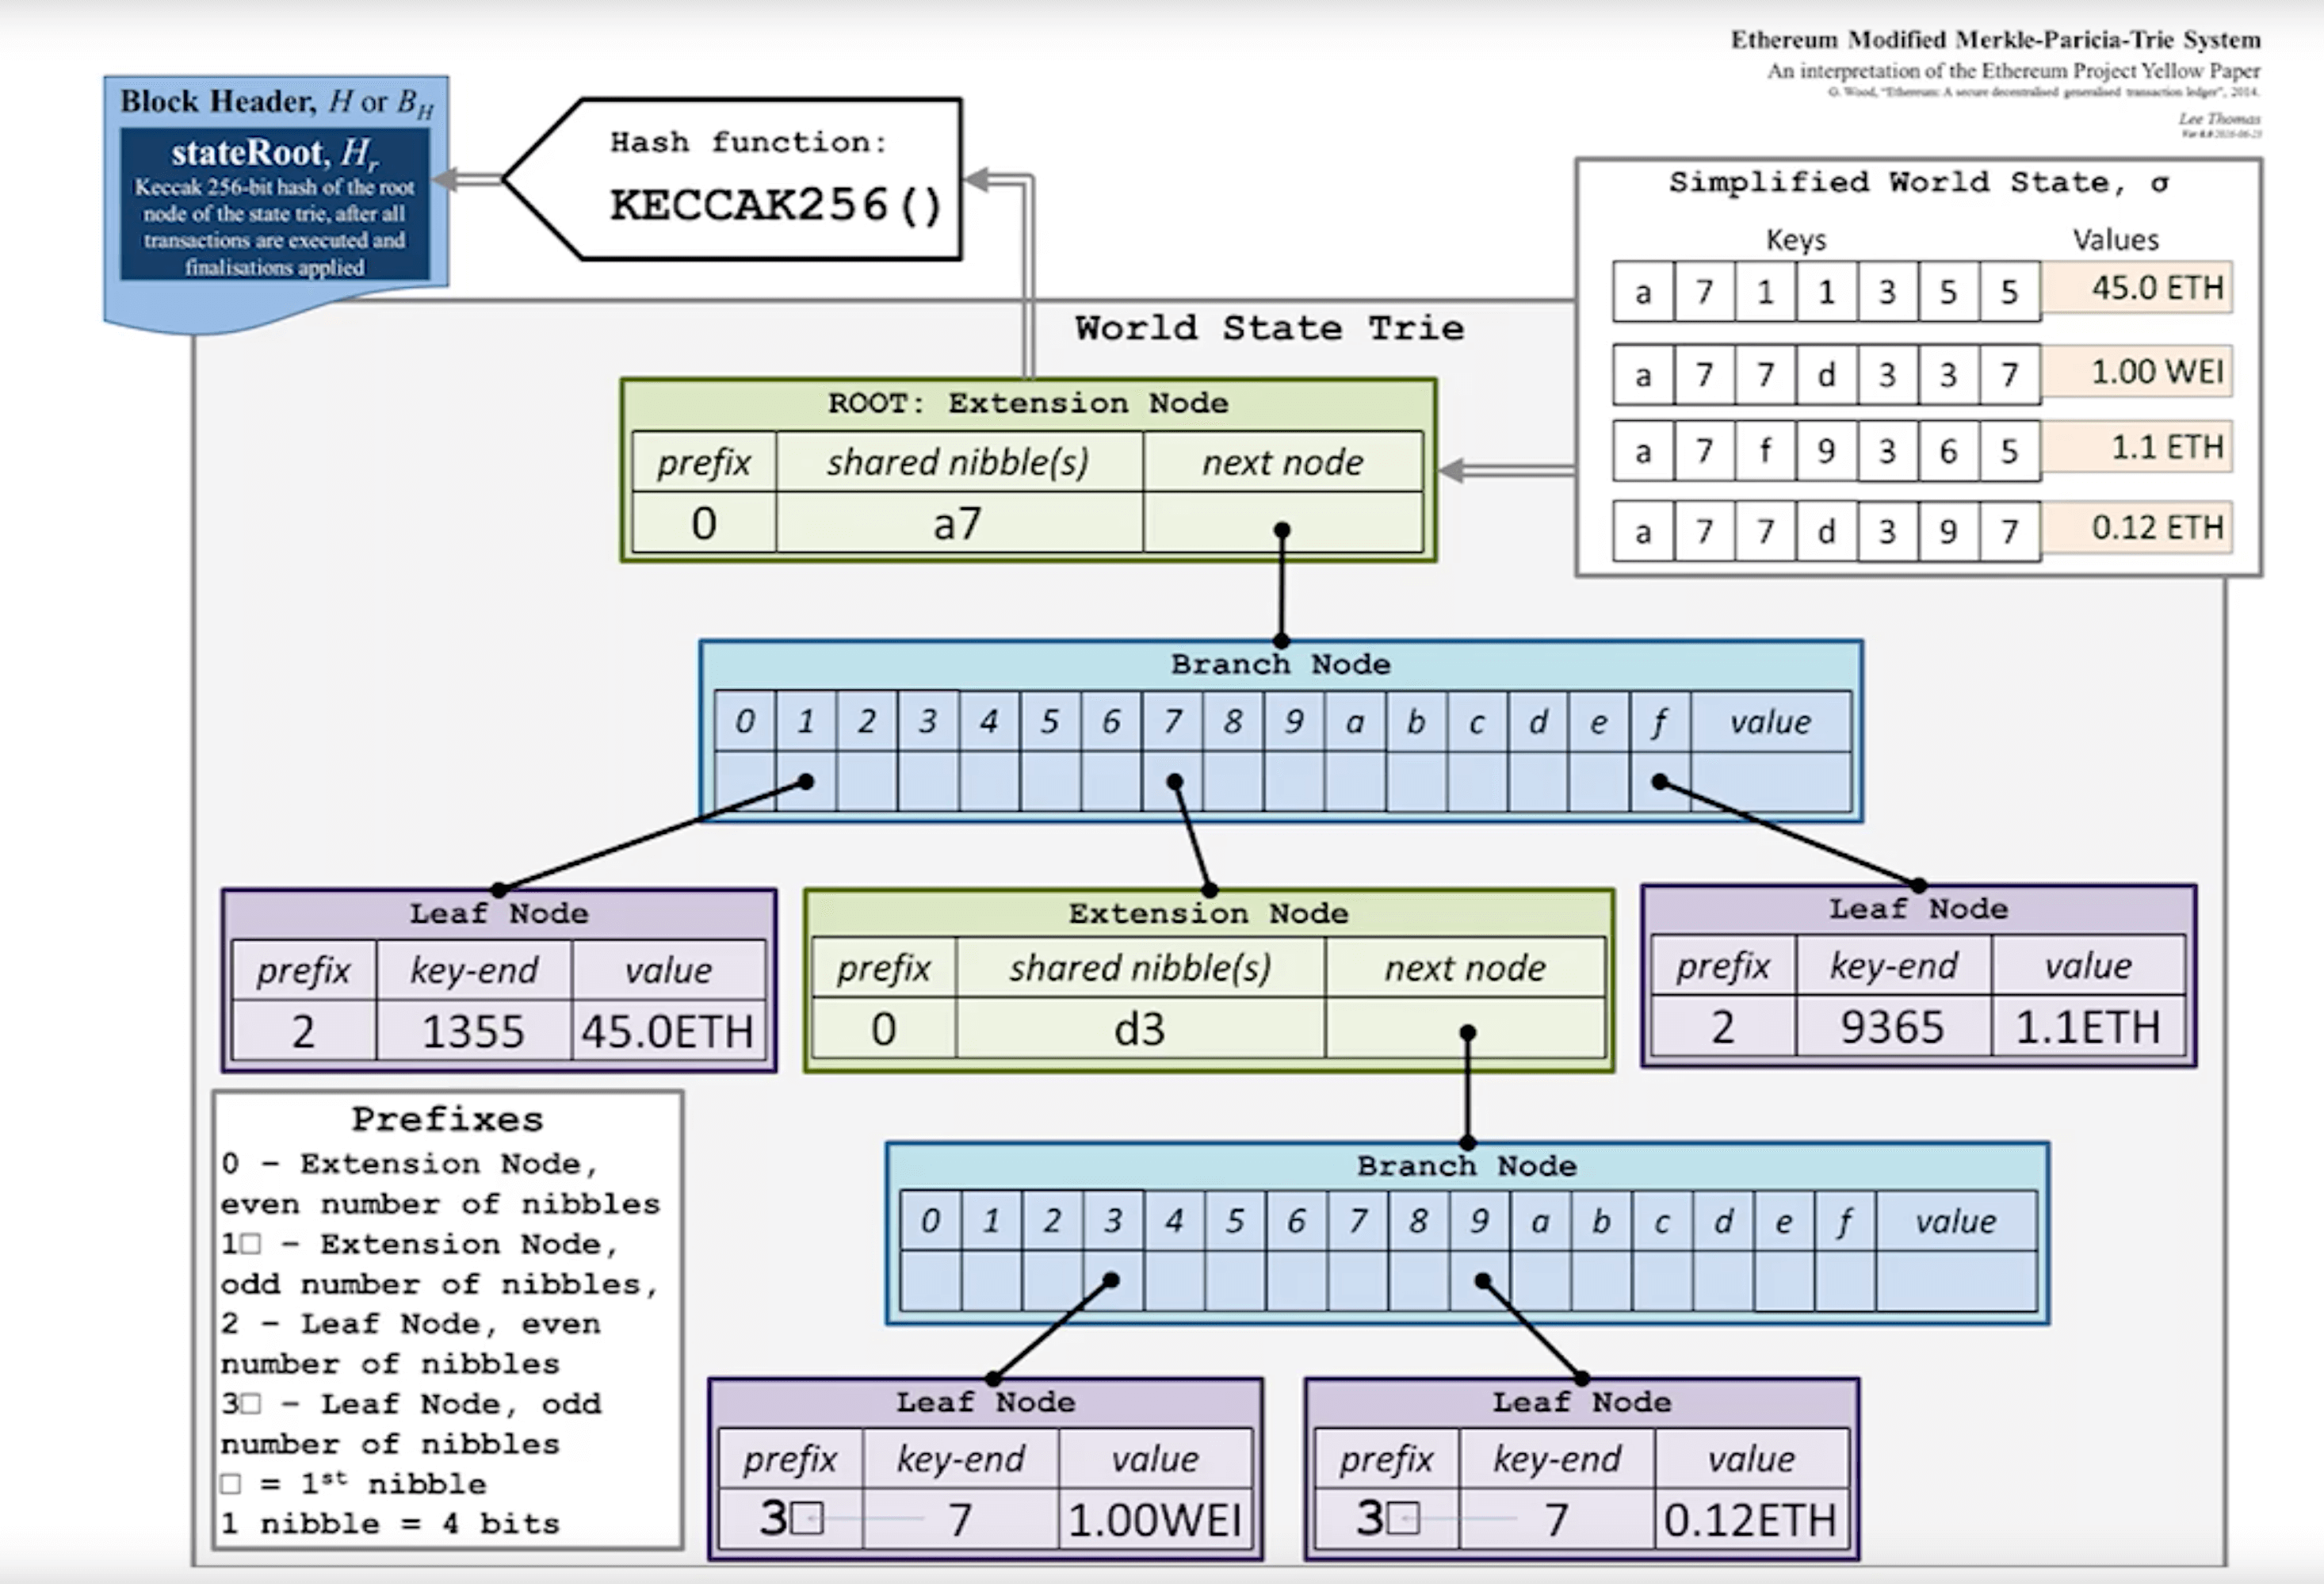 Ethereum Modified Merkle-Paricia-Trie System
An interpretation of the Ethereum Project Yellow Paper
G. Wood, "Ethereum: A secure decentralised generalised transaction ledger", 2014.
Lee Thomas
Block Header, H or B_H
stateRoot, H_r
Keccak 256-bit hash of the root
node of the state trie, after all
transactions are executed and
finalisations applied
Hash function:
KECCAK256()
Simplified World State, σ
Keys Values
a 7 1 1 3 5 5 45.0 ETH
a 7 7 d 3 3 7 1.00 WEI
a 7 f 9 3 6 5 1.1 ETH
a 7 7 d 3 9 7 0.12 ETH
World State Trie
ROOT: Extension Node
prefix shared nibble(s) next node
0 a7
Branch Node
0 1 2 3 4 5 6 7 8 9 a b c d e f value
Leaf Node
prefix key-end value
2 1355 45.0ETH
Extension Node
prefix shared nibble(s) next node
0 d3
Leaf Node
prefix key-end value
2 9365 1.1ETH
Prefixes
0 – Extension Node,
even number of nibbles
1□ – Extension Node,
odd number of nibbles,
2 – Leaf Node, even
number of nibbles
3□ – Leaf Node, odd
number of nibbles
□ = 1st nibble
1 nibble = 4 bits
Branch Node
0 1 2 3 4 5 6 7 8 9 a b c d e f value
Leaf Node
prefix key-end value
3□ 7 1.00WEI
Leaf Node
prefix key-end value
3□ 7 0.12ETH